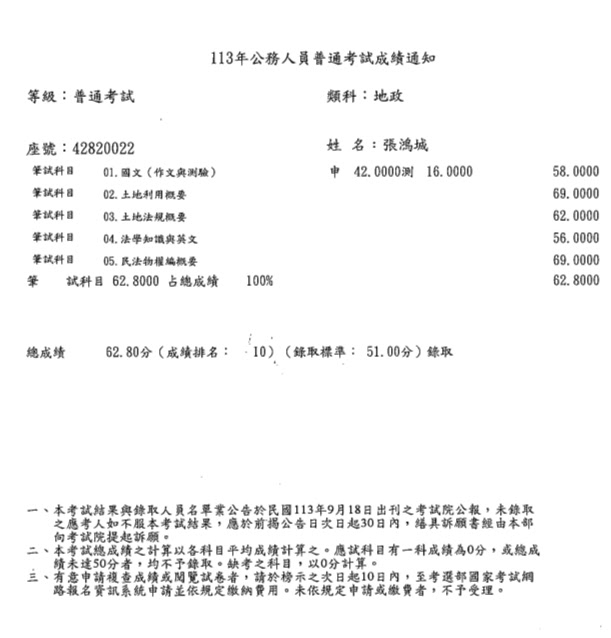 113年公務人員普通考試成績通知
等級：普通考試 類科：地政
座號：42820022 姓 名：張鴻城
筆試科目 01.國文（作文與測驗） 申 42.0000測 16.0000 58.0000
筆試科目 02.土地利用概要 69.0000
筆試科目 03.土地法規概要 62.0000
筆試科目 04.法學知識與英文 56.0000
筆試科目 05.民法物權編概要 69.0000
筆 試科目 62.8000 占總成績 100% 62.8000
總成績 62.80分（成績排名： 10）（錄取標準： 51.00分）錄取
一、本考試結果與錄取人員名單業公告於民國113年9月18日出刊之考試院公報，未錄取
之應考人如不服本考試結果，應於前揭公告日次日起30日內，繕具訴願書經由本部
向考試院提起訴願。
二、本考試總成績之計算以各科目平均成績計算之。應試科目有一科成績為0分，或總成
績未達50分者，均不予錄取。缺考之科目，以0分計算。
三、有意申請複查成績或閱覽試卷者，請於榜示之次日起10日內，至考選部國家考試網
路報名資訊系統申請並依規定繳納費用。未依規定申請或繳費者，不予受理。